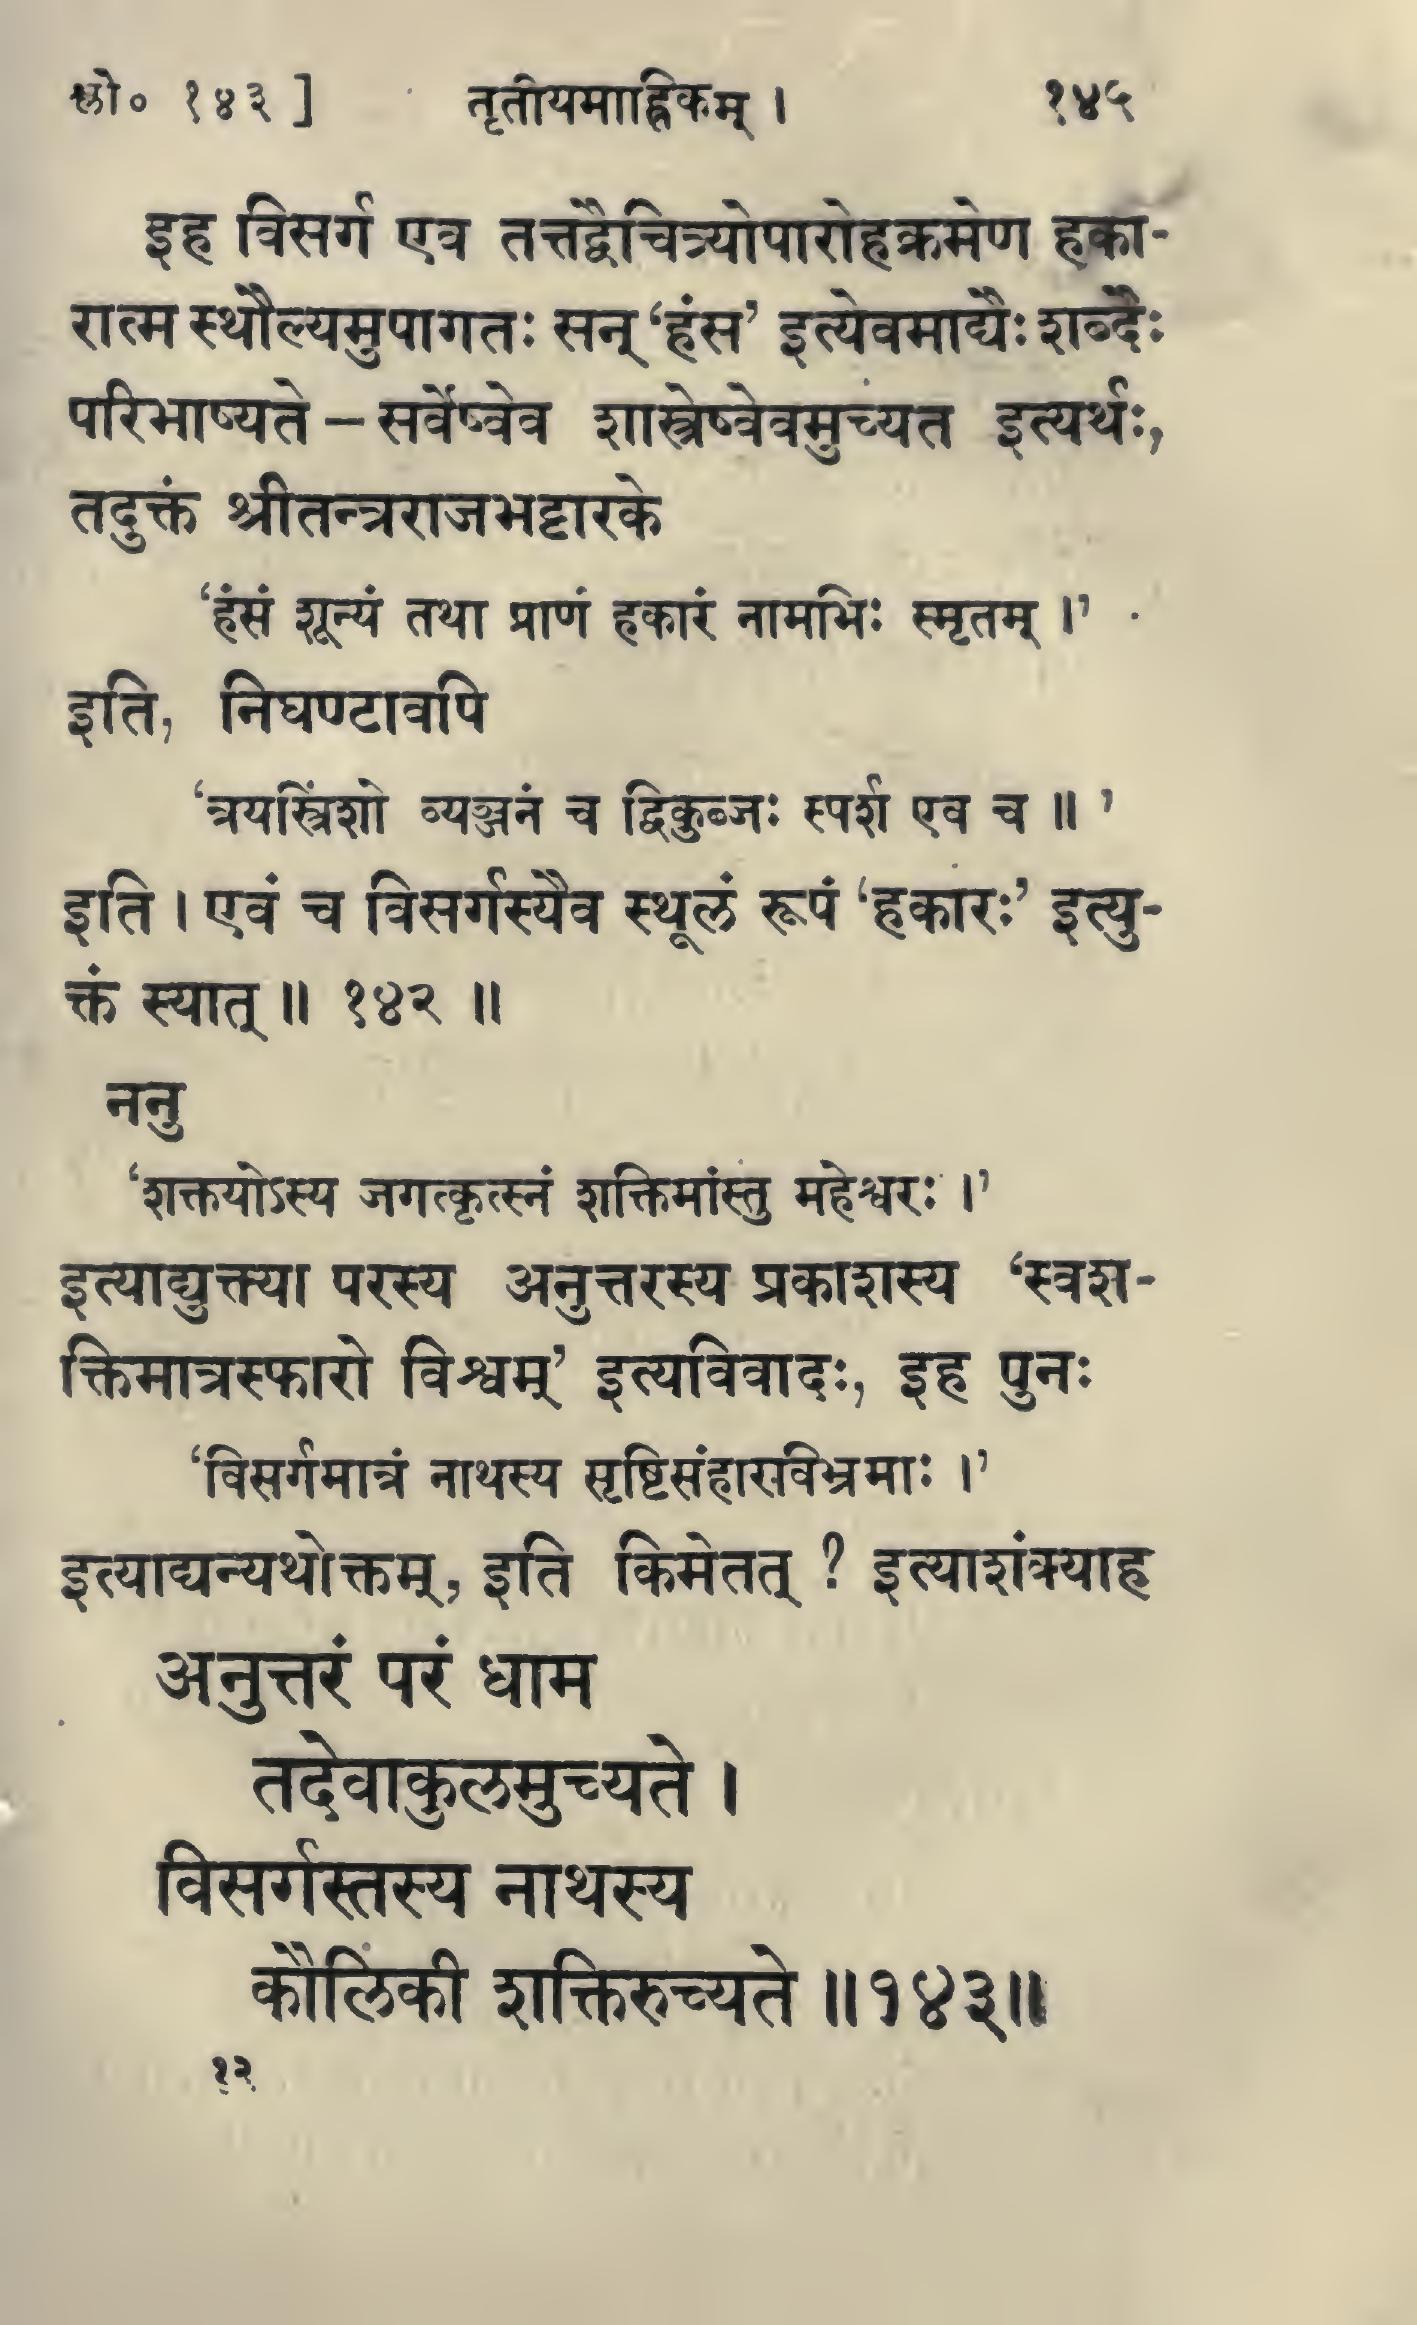 श्लो० १४३ ] तृतीयमााह्निकम् । १४५
इह विसर्ग एव तत्तद्वैचित्र्योपारोहक्रमेण हका-
रात्म स्थौल्यमुपागतः सन् ‘हंस’ इत्येवमाद्यैः शब्दैः
परिभाष्यते – सर्वेष्वेव शास्त्रेष्वेवमुच्यत इत्यर्थः,
तदुक्तं श्रीतन्त्रराजभट्टारके
‘हंसं शून्यं तथा प्राणं हकारं नामभिः स्मृतम् ।’
इति, निघण्टावपि
‘त्रयस्त्रिंशो व्यञ्जनं च द्विकुब्जः स्पर्श एव च ॥ ’
इति । एवं च विसर्गस्यैव स्थूलं रूपं ‘हकारः’ इत्यु-
क्तं स्यात् ॥ १४२ ॥
ननु
‘शक्तयोऽस्य जगत्कृत्स्नं शक्तिमांस्तु महेश्वरः ।’
इत्याद्युक्त्या परस्य अनुत्तरस्य प्रकाशस्य ‘स्वश-
क्तिमात्रस्फारो विश्वम्’ इत्यविवादः, इह पुनः
‘विसर्गमात्रं नाथस्य सृष्टिसंहारविभ्रमाः ।’
इत्याद्यन्यथोक्तम्, इति किमेतत् ? इत्याशंक्याह
अनुत्तरं परं धाम
तदेवाकुलमुच्यते ।
विसर्गस्तस्य नाथस्य
कौलिकी शक्तिरुच्यते ॥१४३॥
१२